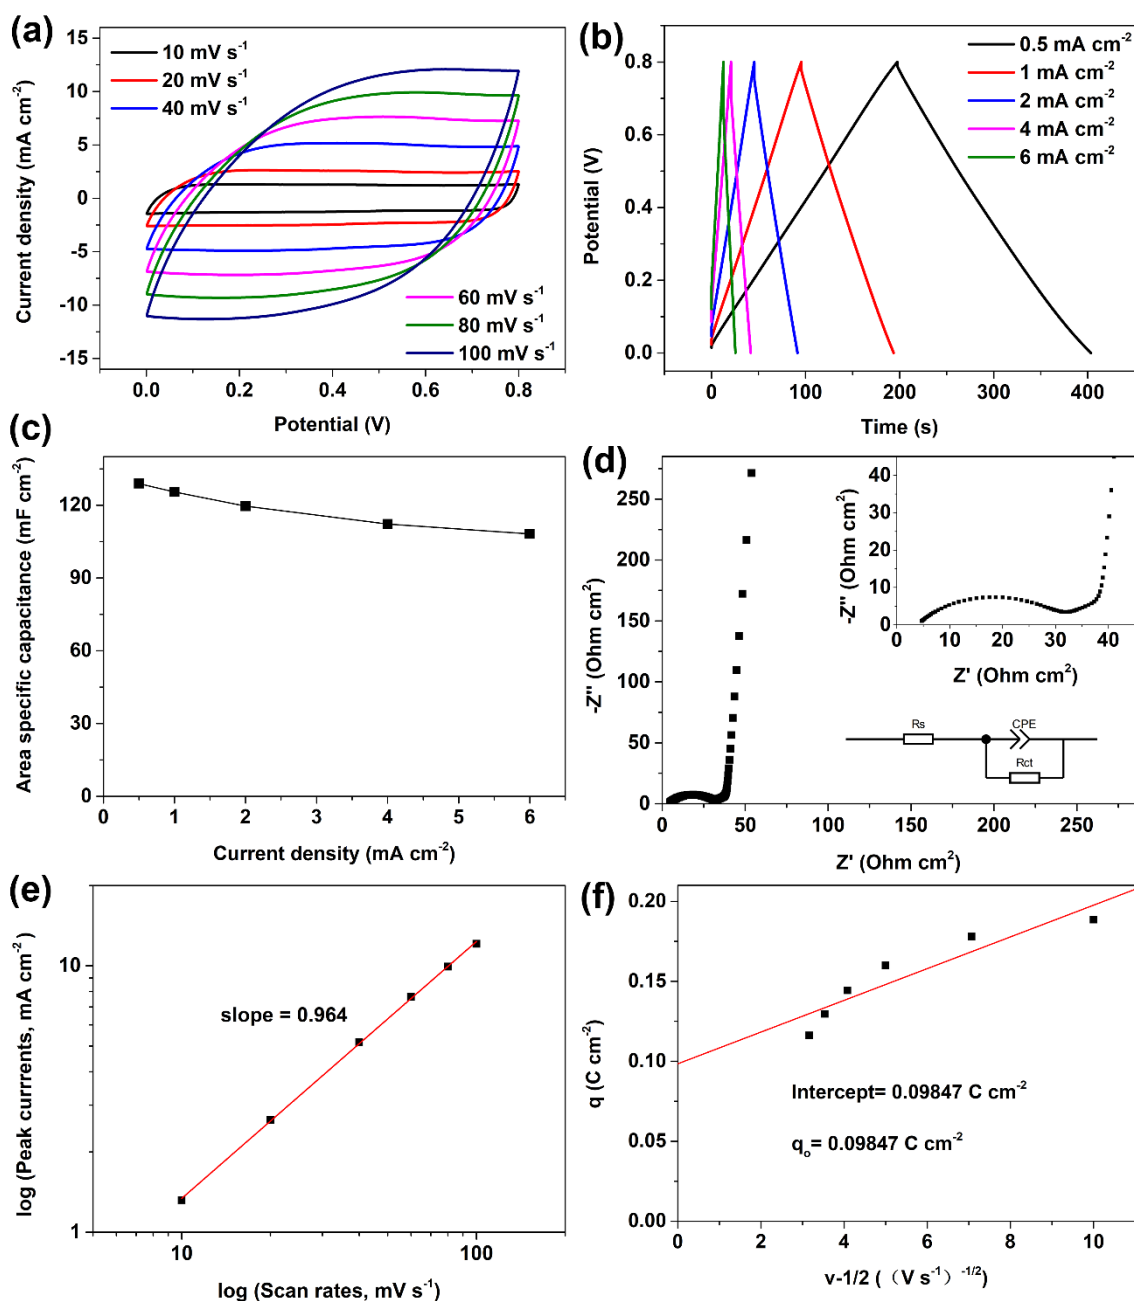 (a)
15
10
5
0
-5
-10
-15
Current density (mA cm-2)
10 mV s-1
20 mV s-1
40 mV s-1
60 mV s-1
80 mV s-1
100 mV s-1
0.0 0.2 0.4 0.6 0.8
Potential (V)
(b)
0.8
0.6
0.4
0.2
0.0
Potential (V)
0.5 mA cm-2
1 mA cm-2
2 mA cm-2
4 mA cm-2
6 mA cm-2
0 100 200 300 400
Time (s)
(c)
120
90
60
30
0
Area specific capacitance (mF cm-2)
0 1 2 3 4 5 6
Current density (mA cm-2)
(d)
250
200
150
100
50
0
-Z'' (Ohm cm2)
40
30
20
10
0
-Z'' (Ohm cm2)
0 10 20 30 40
Z' (Ohm cm2)
Rs
CPE
Rct
0 50 100 150 200 250
Z' (Ohm cm2)
(e)
10
1
log (Peak currrents, mA cm-2)
slope = 0.964
10 100
log (Scan rates, mV s-1)
(f)
0.20
0.15
0.10
0.05
0.00
q (C cm-2)
Intercept= 0.09847 C cm-2
qo= 0.09847 C cm-2
0 2 4 6 8 10
v-1/2 (（V s-1）-1/2)